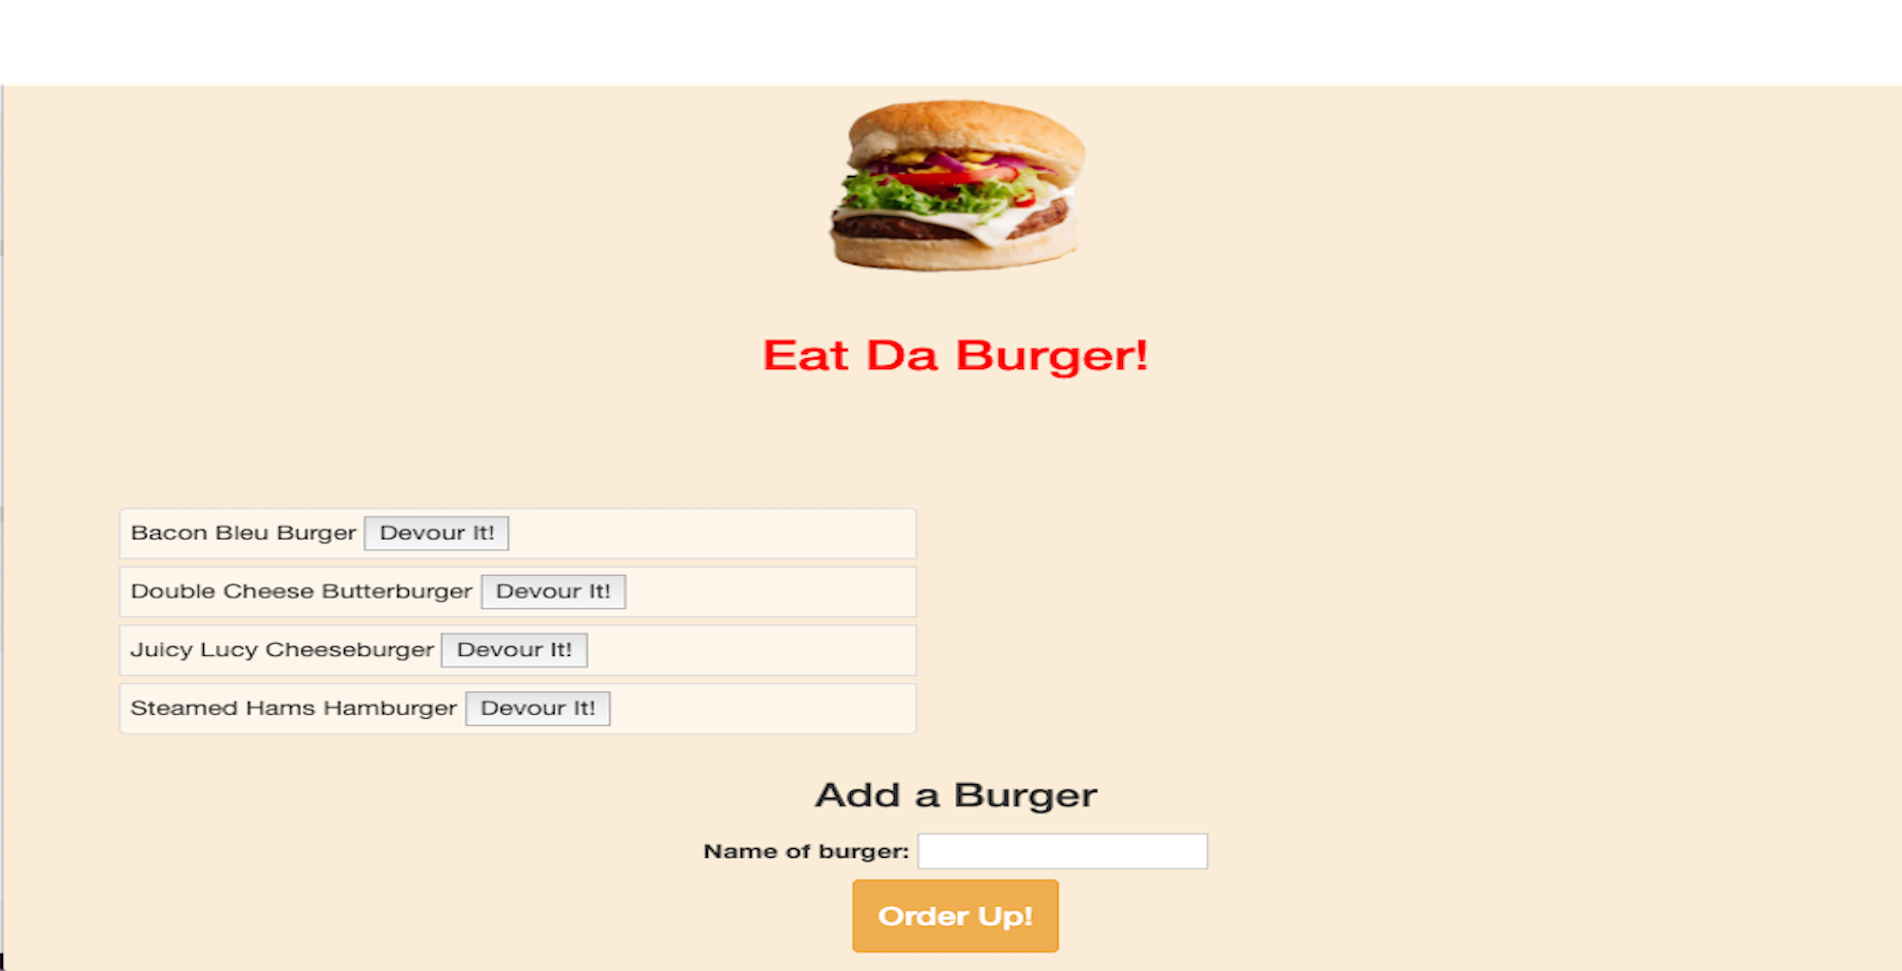 Eat Da Burger!
Bacon Bleu Burger Devour It!
Double Cheese Butterburger Devour It!
Juicy Lucy Cheeseburger Devour It!
Steamed Hams Hamburger Devour It!
Add a Burger
Name of burger:
Order Up!